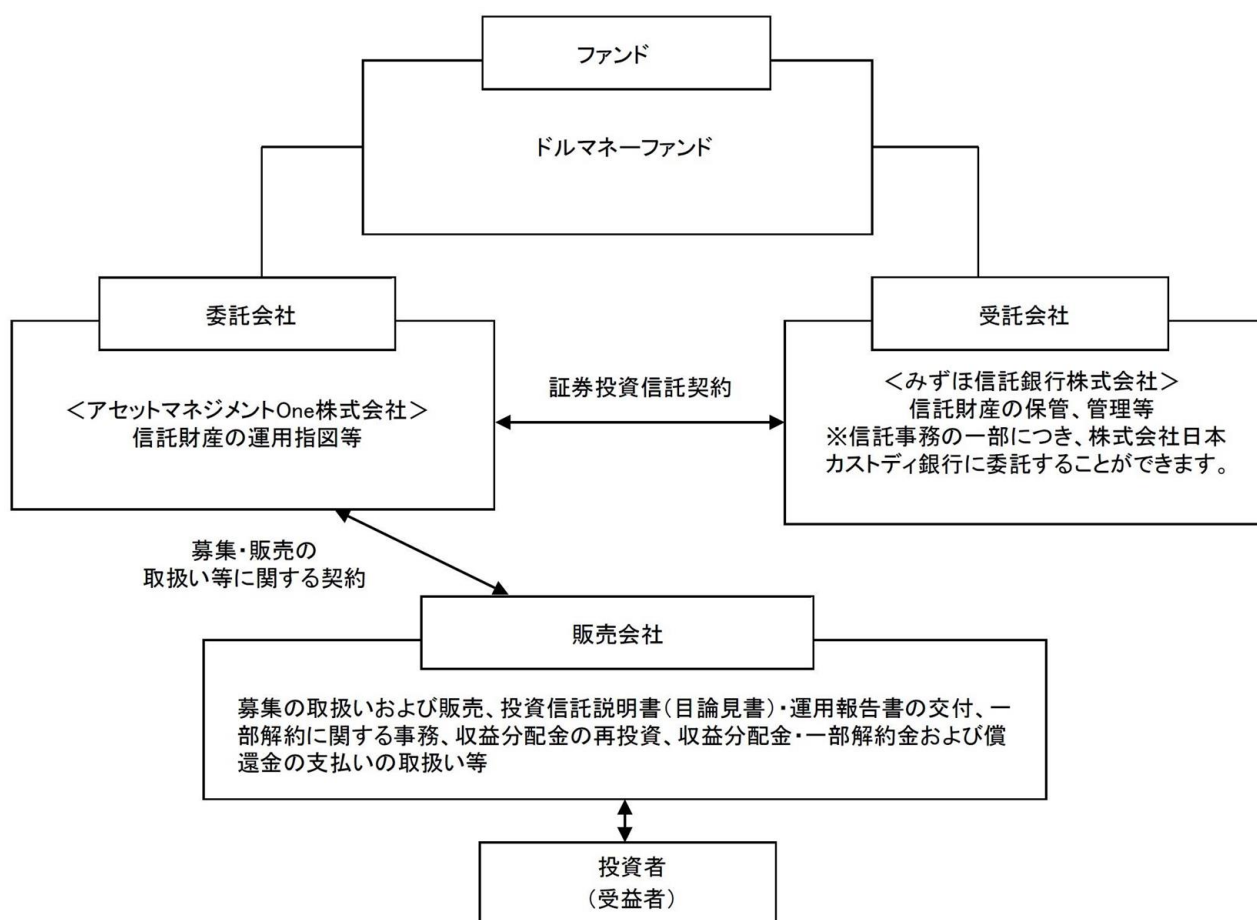 ファンド
ドルマネーファンド
委託会社
<アセットマネジメントOne株式会社>
信託財産の運用指図等
証券投資信託契約
受託会社
<みずほ信託銀行株式会社>
信託財産の保管、管理等
※信託事務の一部につき、株式会社日本
カストディ銀行に委託することができます。
募集・販売の
取扱い等に関する契約
販売会社
募集の取扱いおよび販売、投資信託説明書(目論見書)・運用報告書の交付、一
部解約に関する事務、収益分配金の再投資、収益分配金・一部解約金および償
還金の支払いの取扱い等
投資者
(受益者)